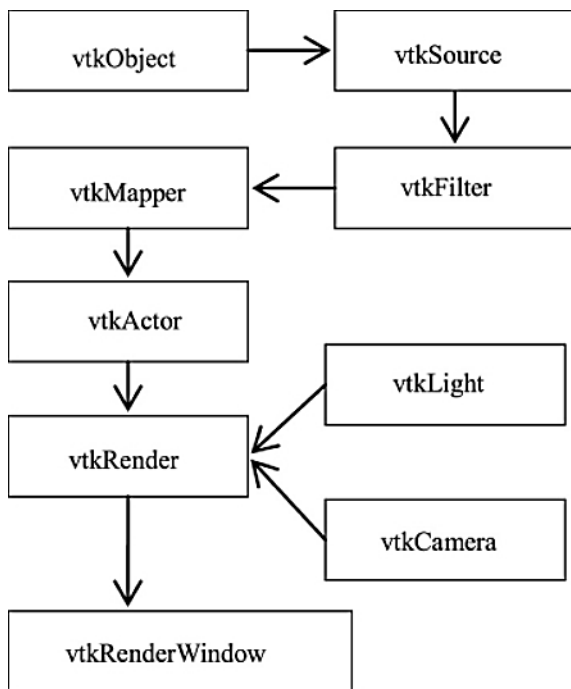 vtkObject
vtkSource
vtkMapper
vtkFilter
vtkActor
vtkLight
vtkRender
vtkCamera
vtkRenderWindow